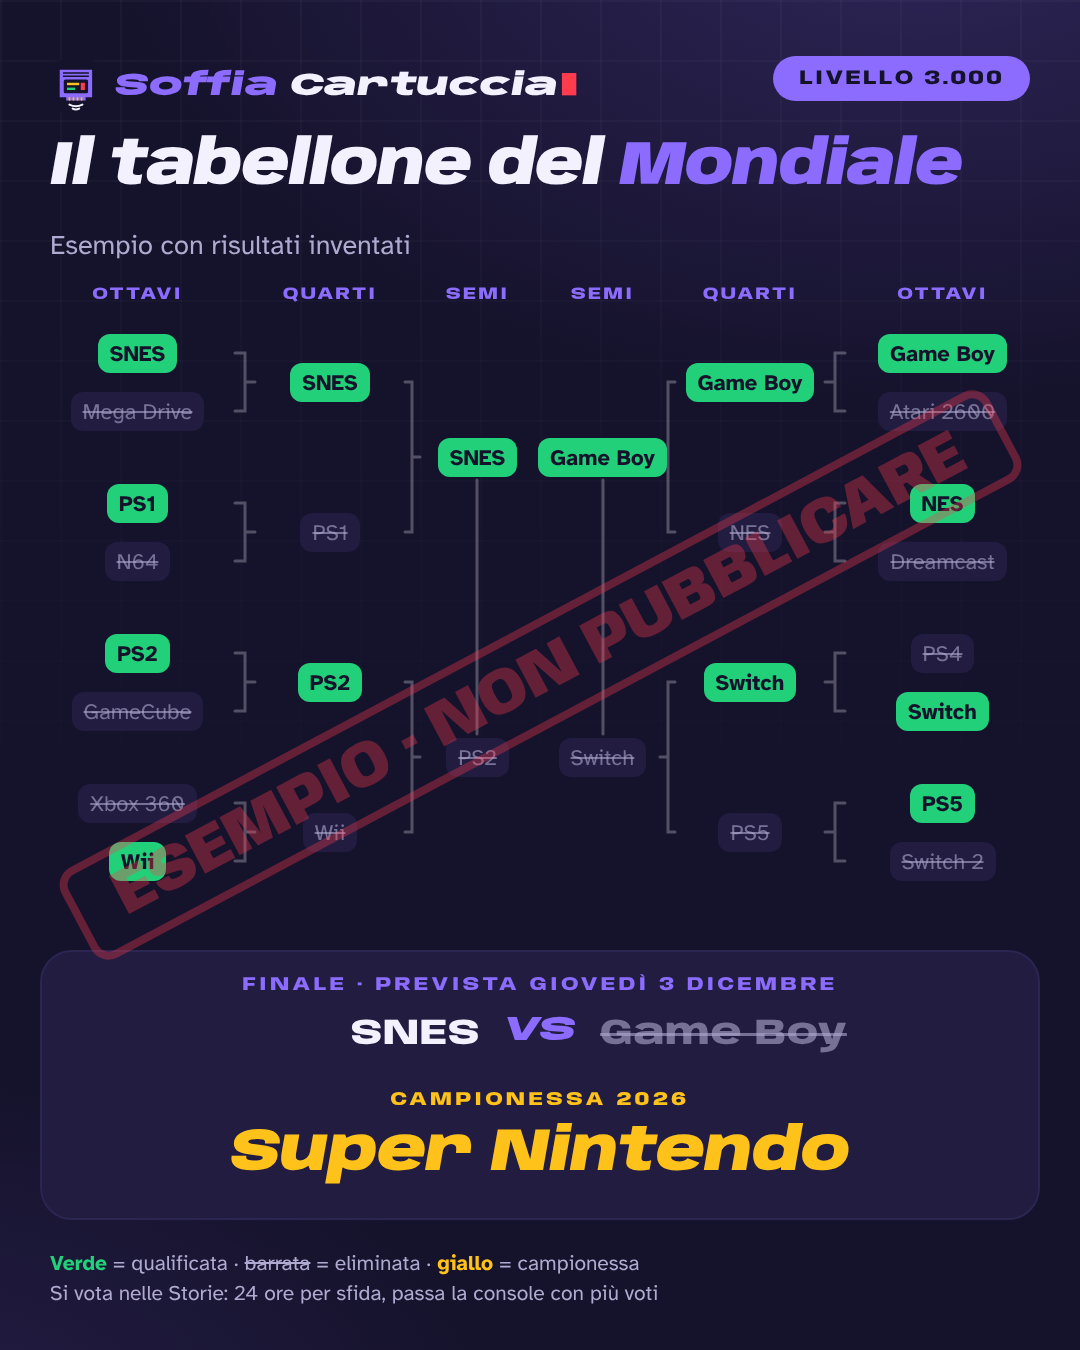 Soffia Cartuccia
LIVELLO 3.000
Il tabellone del Mondiale
Esempio con risultati inventati
OTTAVI QUARTI SEMI SEMI QUARTI OTTAVI
SNES
Mega Drive
PS1
N64
PS2
GameCube
Xbox 360
Wii
SNES
PS1
PS2
Wii
SNES
PS2
Game Boy
Switch
Game Boy
NES
Switch
PS5
Game Boy
Atari 2600
NES
Dreamcast
PS4
Switch
PS5
Switch 2
ESEMPIO · NON PUBBLICARE
FINALE · PREVISTA GIOVEDÌ 3 DICEMBRE
SNES VS Game Boy
CAMPIONESSA 2026
Super Nintendo
Verde = qualificata · barrata = eliminata · giallo = campionessa
Si vota nelle Storie: 24 ore per sfida, passa la console con più voti